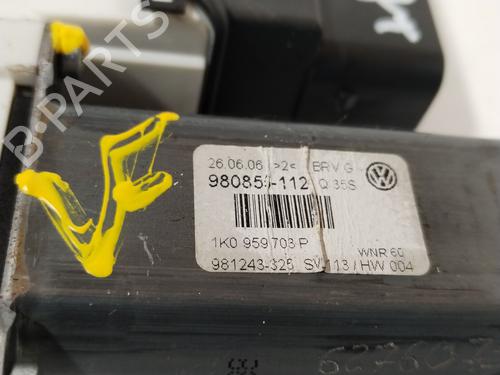 26.06.06 >2< BRV G
980855-112 Q 35S
1K0 959 703 P
WNR 60
981243-325 SW 113 / HW 004
B-PARTS